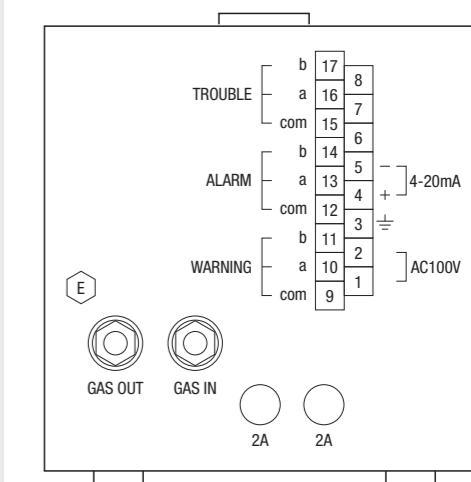 b 17
8
TROUBLE a 16
7
com 15
6
b 14
5 −
ALARM a 13 4-20mA
4 +
com 12
3
b 11
2
WARNING a 10 AC100V
1
com 9
E
GAS OUT GAS IN
2A 2A